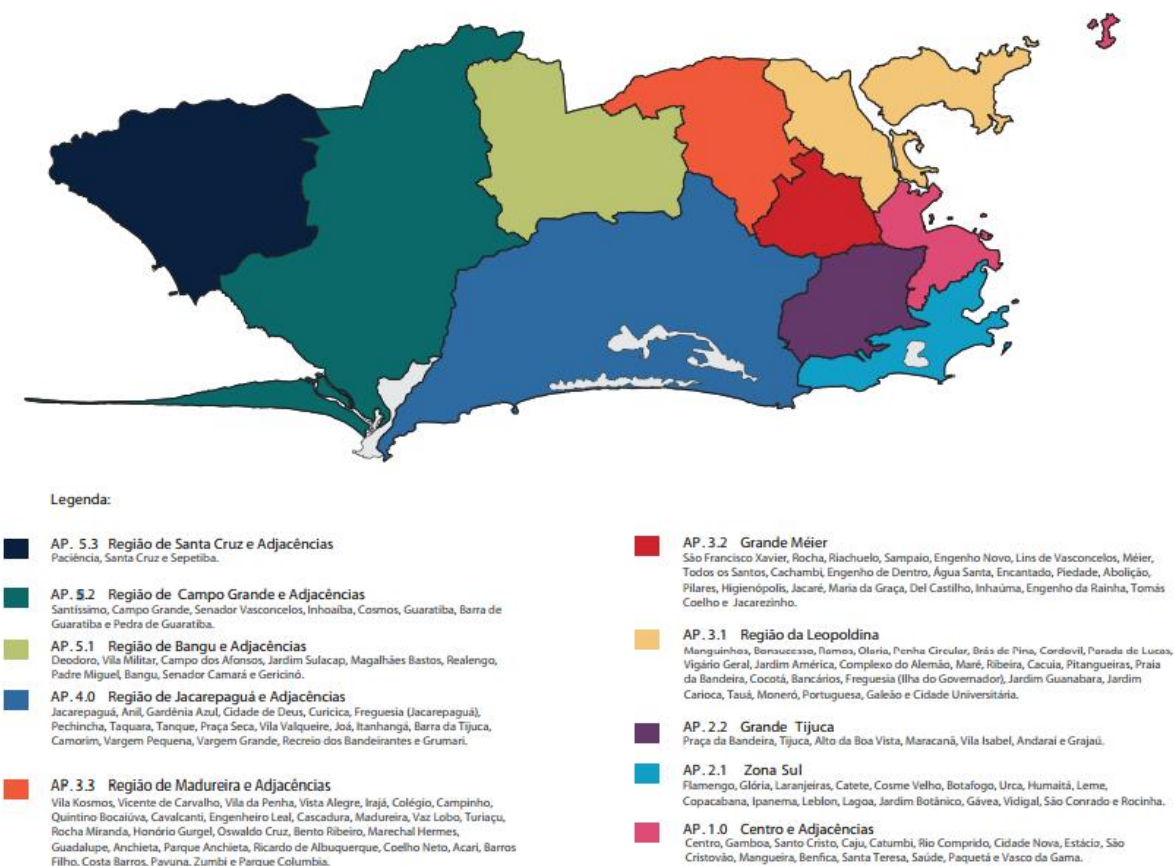 Legenda:
AP. 5.3 Região de Santa Cruz e Adjacências
Paciência, Santa Cruz e Sepetiba.
AP. 5.2 Região de Campo Grande e Adjacências
Santíssimo, Campo Grande, Senador Vasconcelos, Inhoaíba, Cosmos, Guaratiba, Barra de
Guaratiba e Pedra de Guaratiba.
AP. 5.1 Região de Bangu e Adjacências
Deodoro, Vila Militar, Campo dos Afonsos, Jardim Sulacap, Magalhães Bastos, Realengo,
Padre Miguel, Bangu, Senador Camará e Gericinó.
AP. 4.0 Região de Jacarepaguá e Adjacências
Jacarepaguá, Anil, Gardênia Azul, Cidade de Deus, Curicica, Freguesia (Jacarepaguá),
Pechincha, Taquara, Tanque, Praça Seca, Vila Valqueire, Joá, Itanhangá, Barra da Tijuca,
Camorim, Vargem Pequena, Vargem Grande, Recreio dos Bandeirantes e Grumari.
AP. 3.3 Região de Madureira e Adjacências
Vila Kosmos, Vicente de Carvalho, Vila da Penha, Vista Alegre, Irajá, Colégio, Campinho,
Quintino Bocaiúva, Cavalcanti, Engenheiro Leal, Cascadura, Madureira, Vaz Lobo, Turiaçu,
Rocha Miranda, Honório Gurgel, Oswaldo Cruz, Bento Ribeiro, Marechal Hermes,
Guadalupe, Anchieta, Parque Anchieta, Ricardo de Albuquerque, Coelho Neto, Acari, Barros
Filho, Costa Barros, Pavuna, Zumbi e Parque Columbia.
AP. 3.2 Grande Méier
São Francisco Xavier, Rocha, Riachuelo, Sampaio, Engenho Novo, Lins de Vasconcelos, Méier,
Todos os Santos, Cachambi, Engenho de Dentro, Água Santa, Encantado, Piedade, Abolição,
Pilares, Higienópolis, Jacaré, Maria da Graça, Del Castilho, Inhaúma, Engenho da Rainha, Tomás
Coelho e Jacarezinho.
AP. 3.1 Região da Leopoldina
Manguinhos, Bonsucesso, Ramos, Olaria, Penha Circular, Brás de Pina, Cordovil, Parada de Lucas,
Vigário Geral, Jardim América, Complexo do Alemão, Maré, Ribeira, Cacuia, Pitangueiras, Praia
da Bandeira, Cocotá, Bancários, Freguesia (Ilha do Governador), Jardim Guanabara, Jardim
Carioca, Tauá, Moneró, Portuguesa, Galeão e Cidade Universitária.
AP. 2.2 Grande Tijuca
Praça da Bandeira, Tijuca, Alto da Boa Vista, Maracanã, Vila Isabel, Andaraí e Grajaú.
AP. 2.1 Zona Sul
Flamengo, Glória, Laranjeiras, Catete, Cosme Velho, Botafogo, Urca, Humaitá, Leme,
Copacabana, Ipanema, Leblon, Lagoa, Jardim Botânico, Gávea, Vidigal, São Conrado e Rocinha.
AP. 1.0 Centro e Adjacências
Centro, Gamboa, Santo Cristo, Caju, Catumbi, Rio Comprido, Cidade Nova, Estácio, São
Cristovão, Mangueira, Benfica, Santa Teresa, Saúde, Paquetá e Vasco da Gama.